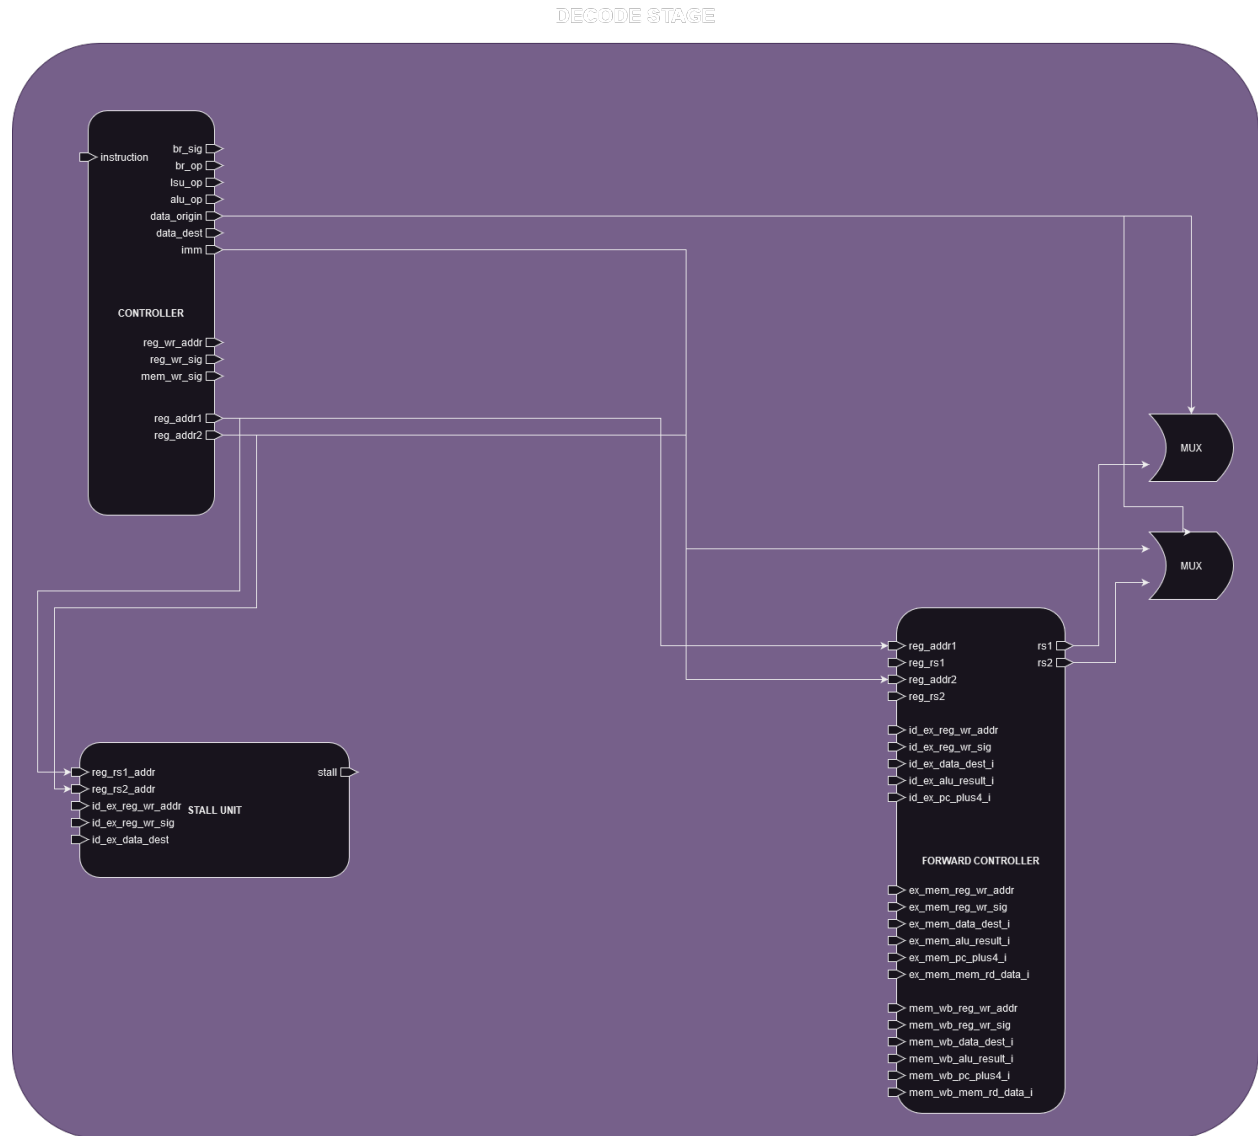 DECODE STAGE
instruction
br_sig
br_op
lsu_op
alu_op
data_origin
data_dest
imm
CONTROLLER
reg_wr_addr
reg_wr_sig
mem_wr_sig
reg_addr1
reg_addr2
MUX
MUX
reg_addr1
reg_rs1
reg_addr2
reg_rs2
rs1
rs2
id_ex_reg_wr_addr
id_ex_reg_wr_sig
id_ex_data_dest_i
id_ex_alu_result_i
id_ex_pc_plus4_i
FORWARD CONTROLLER
ex_mem_reg_wr_addr
ex_mem_reg_wr_sig
ex_mem_data_dest_i
ex_mem_alu_result_i
ex_mem_pc_plus4_i
ex_mem_mem_rd_data_i
mem_wb_reg_wr_addr
mem_wb_reg_wr_sig
mem_wb_data_dest_i
mem_wb_alu_result_i
mem_wb_pc_plus4_i
mem_wb_mem_rd_data_i
reg_rs1_addr
reg_rs2_addr
id_ex_reg_wr_addr
id_ex_reg_wr_sig
id_ex_data_dest
STALL UNIT
stall